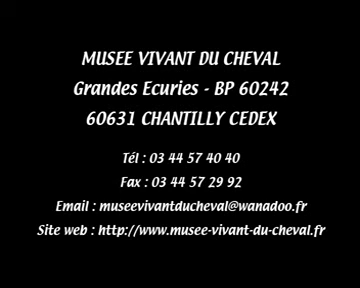 MUSEE VIVANT DU CHEVAL
Grandes Ecuries - BP 60242
60631 CHANTILLY CEDEX
Tél : 03 44 57 40 40
Fax : 03 44 57 29 92
Email : museevivantducheval@wanadoo.fr
Site web : http://www.musee-vivant-du-cheval.fr